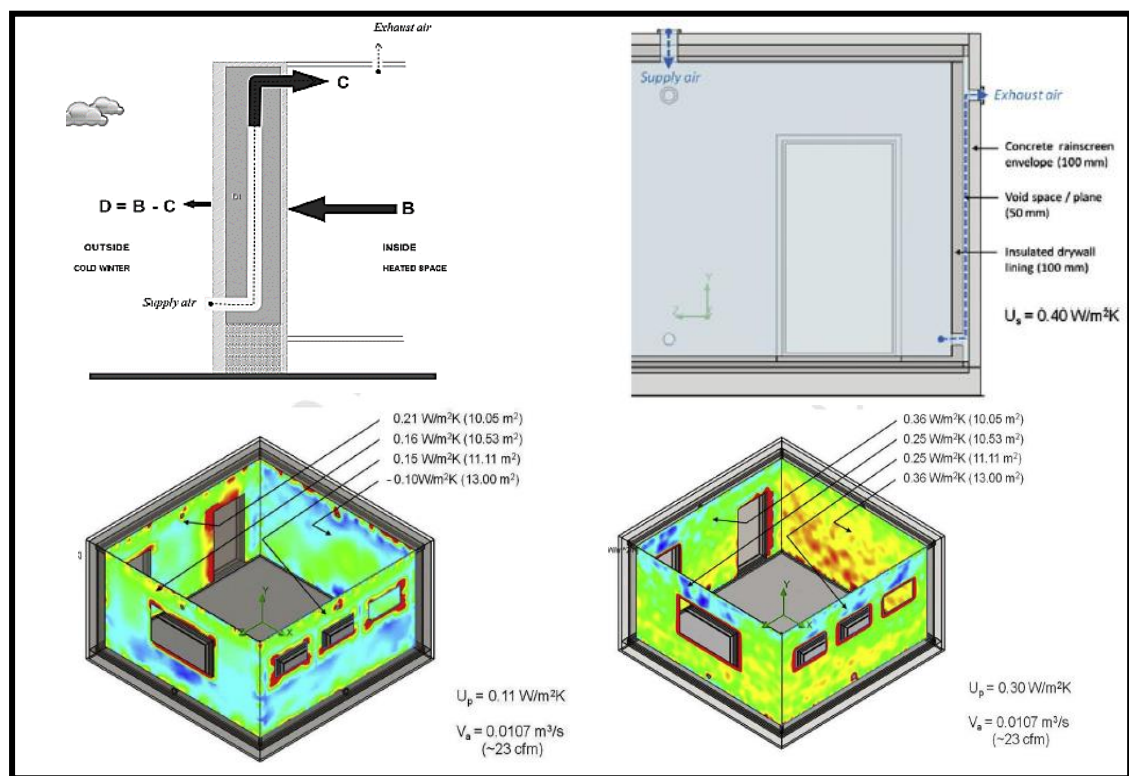 Exhaust air
C
D = B - C
DI
B
OUTSIDE
INSIDE
COLD WINTER
HEATED SPACE
Supply air
Supply air
Exhaust air
Concrete rainscreen
envelope (100 mm)
Void space / plane
(50 mm)
Insulated drywall
lining (100 mm)
Y
Z
Uₛ = 0.40 W/m²K
0.21 W/m²K (10.05 m²)
0.16 W/m²K (10.53 m²)
0.15 W/m²K (11.11 m²)
-0.10W/m²K (13.00 m²)
Y
Z
X
Uₚ = 0.11 W/m²K
Vₐ = 0.0107 m³/s
(~23 cfm)
0.36 W/m²K (10.05 m²)
0.25 W/m²K (10.53 m²)
0.25 W/m²K (11.11 m²)
0.36 W/m²K (13.00 m²)
Y
Z
X
Uₚ = 0.30 W/m²K
Vₐ = 0.0107 m³/s
(~23 cfm)